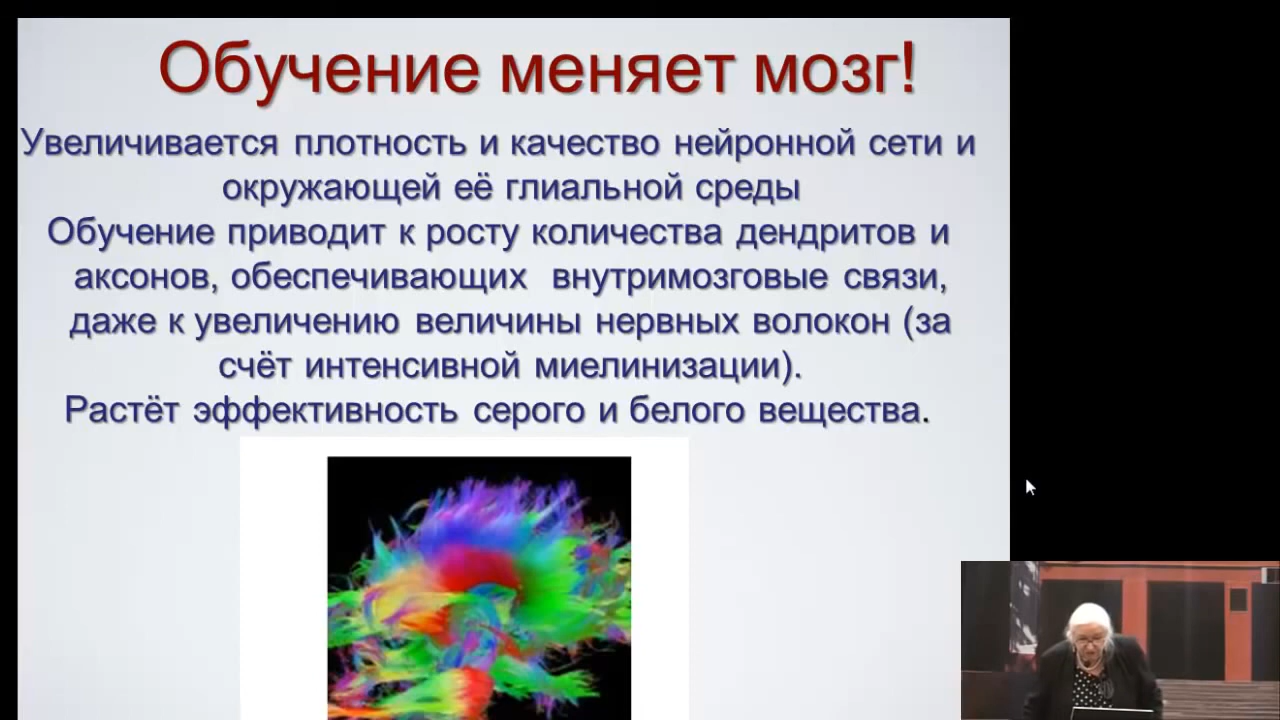 Обучение меняет мозг!
Увеличивается плотность и качество нейронной сети и
окружающей её глиальной среды
Обучение приводит к росту количества дендритов и
аксонов, обеспечивающих внутримозговые связи,
даже к увеличению величины нервных волокон (за
счёт интенсивной миелинизации).
Растёт эффективность серого и белого вещества.